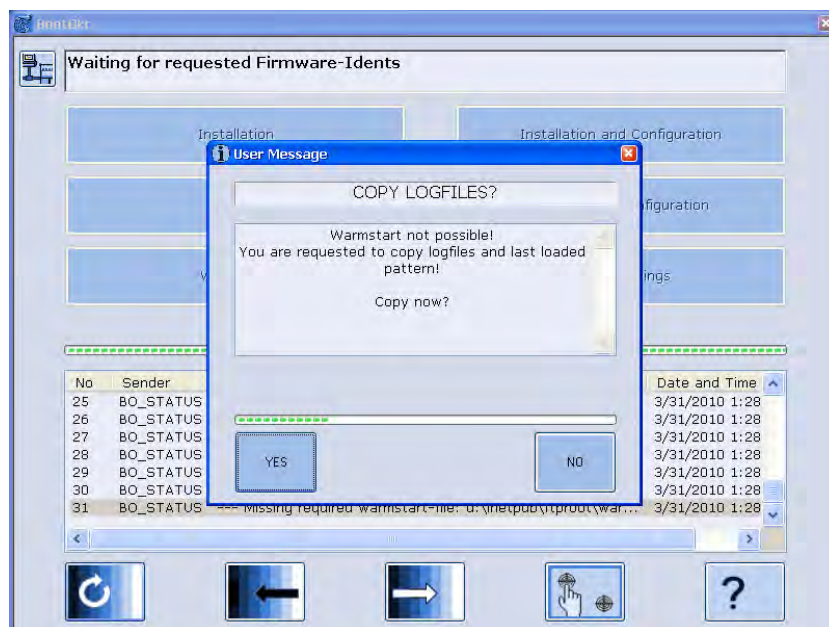 BootOkc
Waiting for requested Firmware-Idents
Installation
Installation and Configuration
figuration
ings
User Message
COPY LOGFILES?
Warmstart not possible!
You are requested to copy logfiles and last loaded
pattern!
Copy now?
YES
NO
No Sender Date and Time
25 BO_STATUS 3/31/2010 1:28
26 BO_STATUS 3/31/2010 1:28
27 BO_STATUS 3/31/2010 1:28
28 BO_STATUS 3/31/2010 1:28
29 BO_STATUS 3/31/2010 1:28
30 BO_STATUS 3/31/2010 1:28
31 BO_STATUS --- Missing required warmstart-file: d:\inetpub\ftproot\war... 3/31/2010 1:28
?